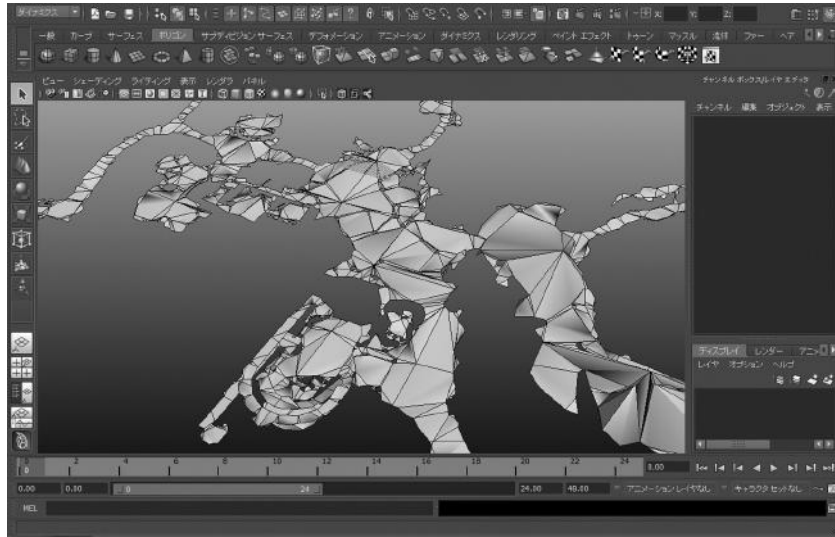 ダイナミクス
X: Y: Z:
一般 カーブ サーフェス ポリゴン サブディビジョンサーフェス デフォメーション アニメーション ダイナミクス レンダリング ペイントエフェクト トゥーン マッスル 流体 ファー ヘア
ビュー シェーディング ライティング 表示 レンダラ パネル
チャンネル ボックス/レイヤ エディタ
チャンネル 編集 オブジェクト 表示
ディスプレイ レンダー アニメ
レイヤ オプション ヘルプ
0 2 4 6 8 10 12 14 16 18 20 22 24
0 0.00
0.00 0.00 0 24 24.00 48.00 アニメーションレイヤなし キャラクタセットなし
MEL